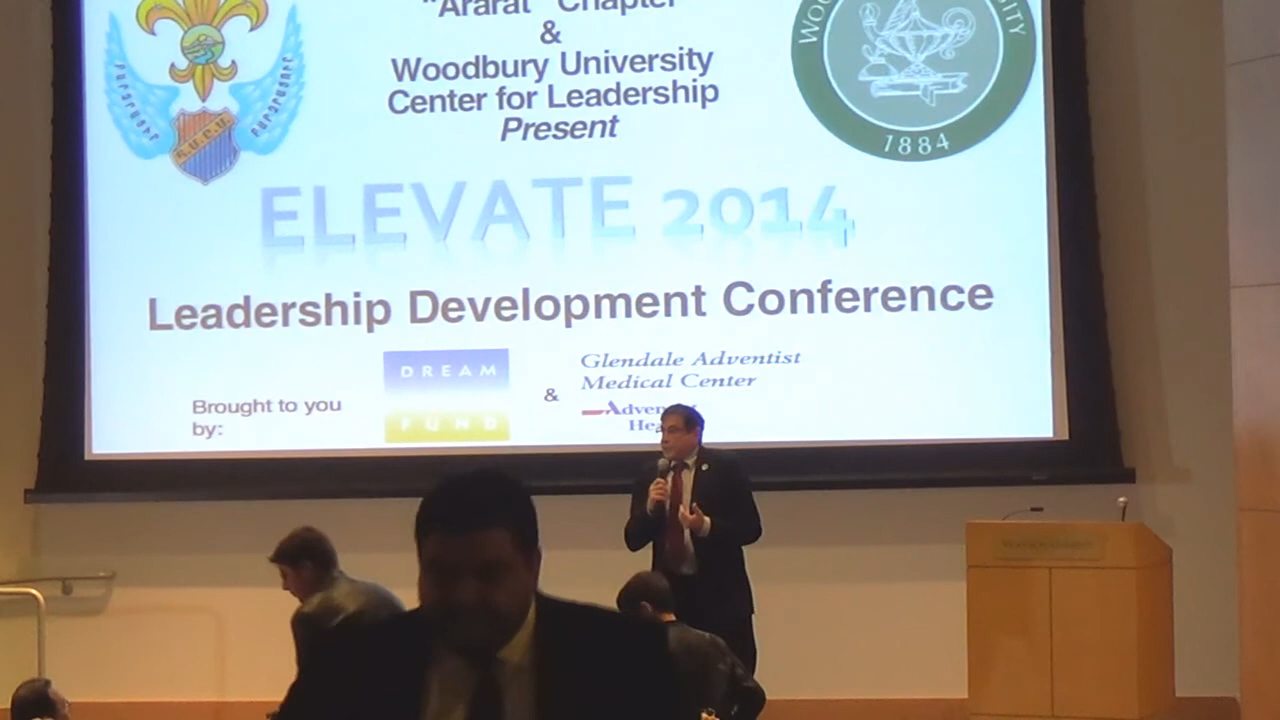 "Ararat" Chapter
&
Woodbury University
Center for Leadership
Present
ELEVATE 2014
Leadership Development Conference
Brought to you
by:
DREAM
FUND
&
Glendale Adventist
Medical Center
1884